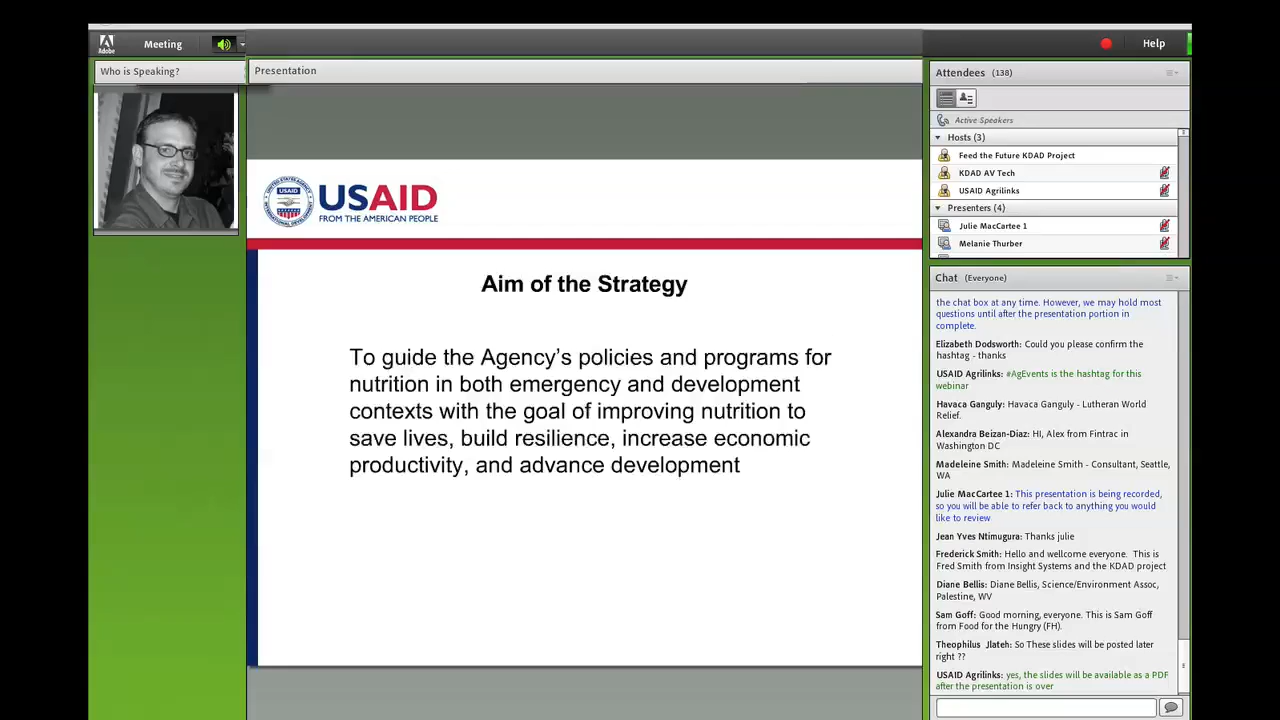 Adobe
Meeting
Help
Who is Speaking?
Presentation
USAID
USAID
FROM THE AMERICAN PEOPLE
Aim of the Strategy
To guide the Agency’s policies and programs for
nutrition in both emergency and development
contexts with the goal of improving nutrition to
save lives, build resilience, increase economic
productivity, and advance development
Attendees (138)
Active Speakers
Hosts (3)
Feed the Future KDAD Project
KDAD AV Tech
USAID Agrilinks
Presenters (4)
Julie MacCartee 1
Melanie Thurber
Chat (Everyone)
the chat box at any time. However, we may hold most
questions until after the presentation portion in
complete.
Elizabeth Dodsworth: Could you please confirm the
hashtag - thanks
USAID Agrilinks: #AgEvents is the hashtag for this
webinar
Havaca Ganguly: Havaca Ganguly - Lutheran World
Relief.
Alexandra Beizan-Diaz: HI, Alex from Fintrac in
Washington DC
Madeleine Smith: Madeleine Smith - Consultant, Seattle,
WA
Julie MacCartee 1: This presentation is being recorded,
so you will be able to refer back to anything you would
like to review
Jean Yves Ntimugura: Thanks julie
Frederick Smith: Hello and wellcome everyone. This is
Fred Smith from Insight Systems and the KDAD project
Diane Bellis: Diane Bellis, Science/Environment Assoc,
Palestine, WV
Sam Goff: Good morning, everyone. This is Sam Goff
from Food for the Hungry (FH).
Theophilus Jlateh: So These slides will be posted later
right ??
USAID Agrilinks: yes, the slides will be available as a PDF
after the presentation is over